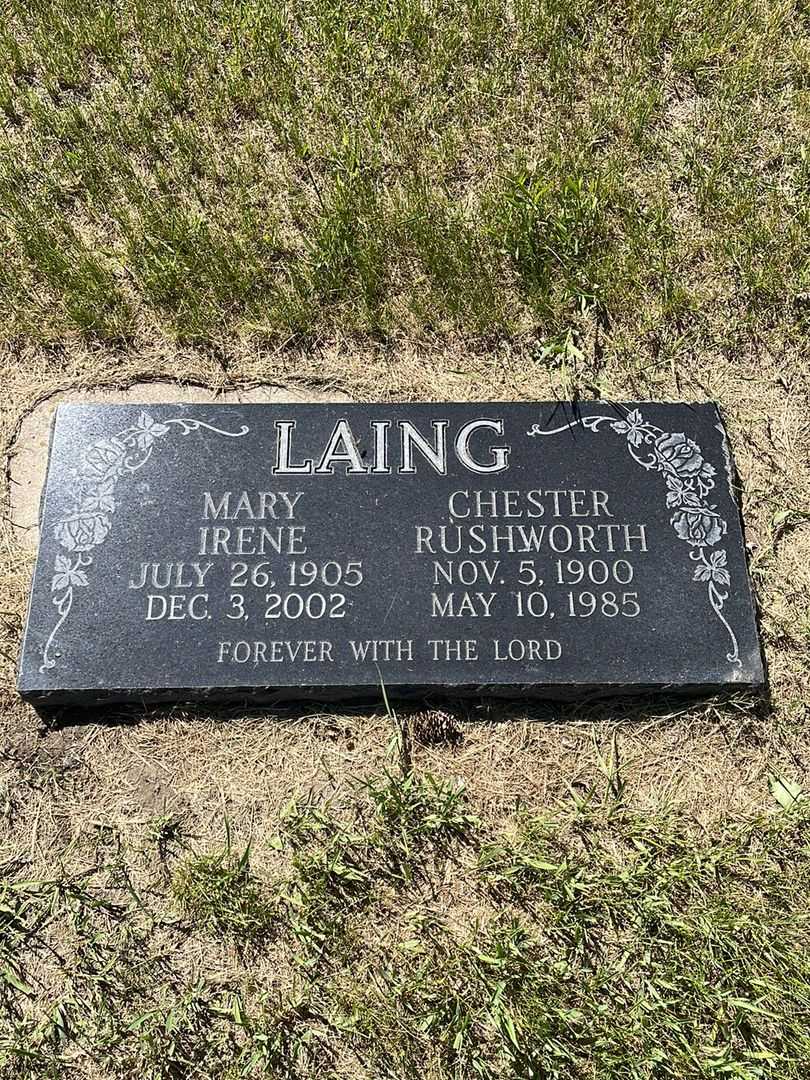 LAING
MARY
IRENE
JULY 26, 1905
DEC. 3, 2002
CHESTER
RUSHWORTH
NOV. 5, 1900
MAY 10, 1985
FOREVER WITH THE LORD